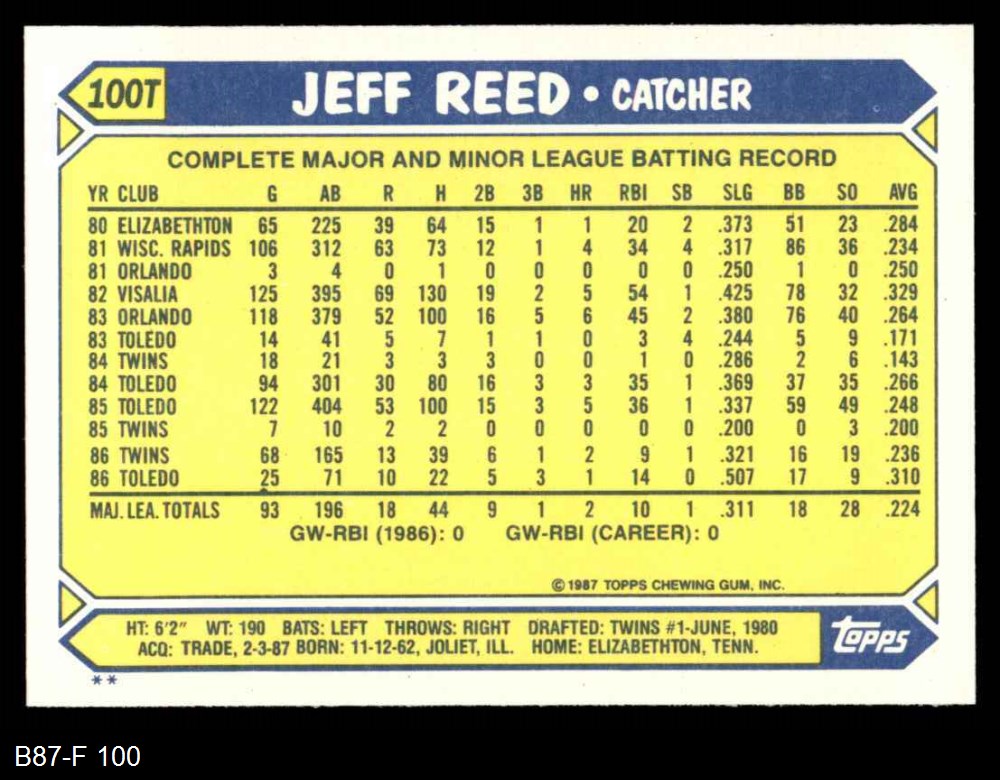 100T JEFF REED • CATCHER
COMPLETE MAJOR AND MINOR LEAGUE BATTING RECORD
YR CLUB G AB R H 2B 3B HR RBI SB SLG BB SO AVG
80 ELIZABETHTON 65 225 39 64 15 1 1 20 2 .373 51 23 .284
81 WISC. RAPIDS 106 312 63 73 12 1 4 34 4 .317 86 36 .234
81 ORLANDO 3 4 0 1 0 0 0 0 0 .250 1 0 .250
82 VISALIA 125 395 69 130 19 2 5 54 1 .425 78 32 .329
83 ORLANDO 118 379 52 100 16 5 6 45 2 .380 76 40 .264
83 TOLEDO 14 41 5 7 1 1 0 3 4 .244 5 9 .171
84 TWINS 18 21 3 3 3 0 0 1 0 .286 2 6 .143
84 TOLEDO 94 301 30 80 16 3 3 35 1 .369 37 35 .266
85 TOLEDO 122 404 53 100 15 3 5 36 1 .337 59 49 .248
85 TWINS 7 10 2 2 0 0 0 0 0 .200 0 3 .200
86 TWINS 68 165 13 39 6 1 2 9 1 .321 16 19 .236
86 TOLEDO 25 71 10 22 5 3 1 14 0 .507 17 9 .310
MAJ. LEA. TOTALS 93 196 18 44 9 1 2 10 1 .311 18 28 .224
GW-RBI (1986): 0 GW-RBI (CAREER): 0
© 1987 TOPPS CHEWING GUM, INC.
HT: 6'2" WT: 190 BATS: LEFT THROWS: RIGHT DRAFTED: TWINS #1-JUNE, 1980
ACQ: TRADE, 2-3-87 BORN: 11-12-62, JOLIET, ILL. HOME: ELIZABETHTON, TENN.
topps
**
B87-F 100